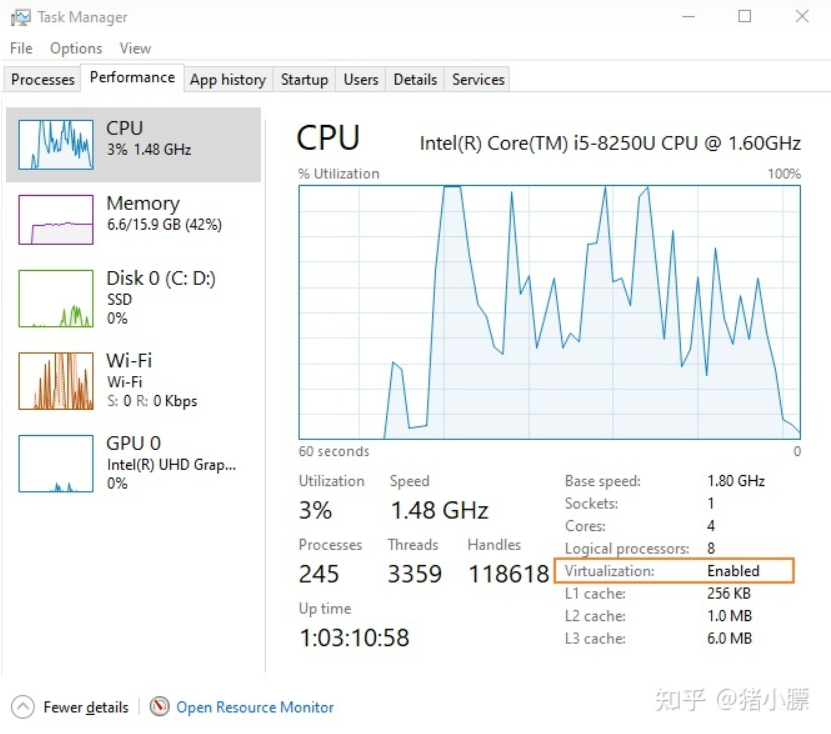 Task Manager
File Options View
Processes Performance App history Startup Users Details Services
CPU
3% 1.48 GHz
Memory
6.6/15.9 GB (42%)
Disk 0 (C: D:)
SSD
0%
Wi-Fi
Wi-Fi
S: 0 R: 0 Kbps
GPU 0
Intel(R) UHD Grap...
0%
CPU Intel(R) Core(TM) i5-8250U CPU @ 1.60GHz
% Utilization 100%
60 seconds 0
Utilization Speed
3% 1.48 GHz
Processes Threads Handles
245 3359 118618
Up time
1:03:10:58
Base speed: 1.80 GHz
Sockets: 1
Cores: 4
Logical processors: 8
Virtualization: Enabled
L1 cache: 256 KB
L2 cache: 1.0 MB
L3 cache: 6.0 MB
Fewer details Open Resource Monitor
知乎 @猪小膘